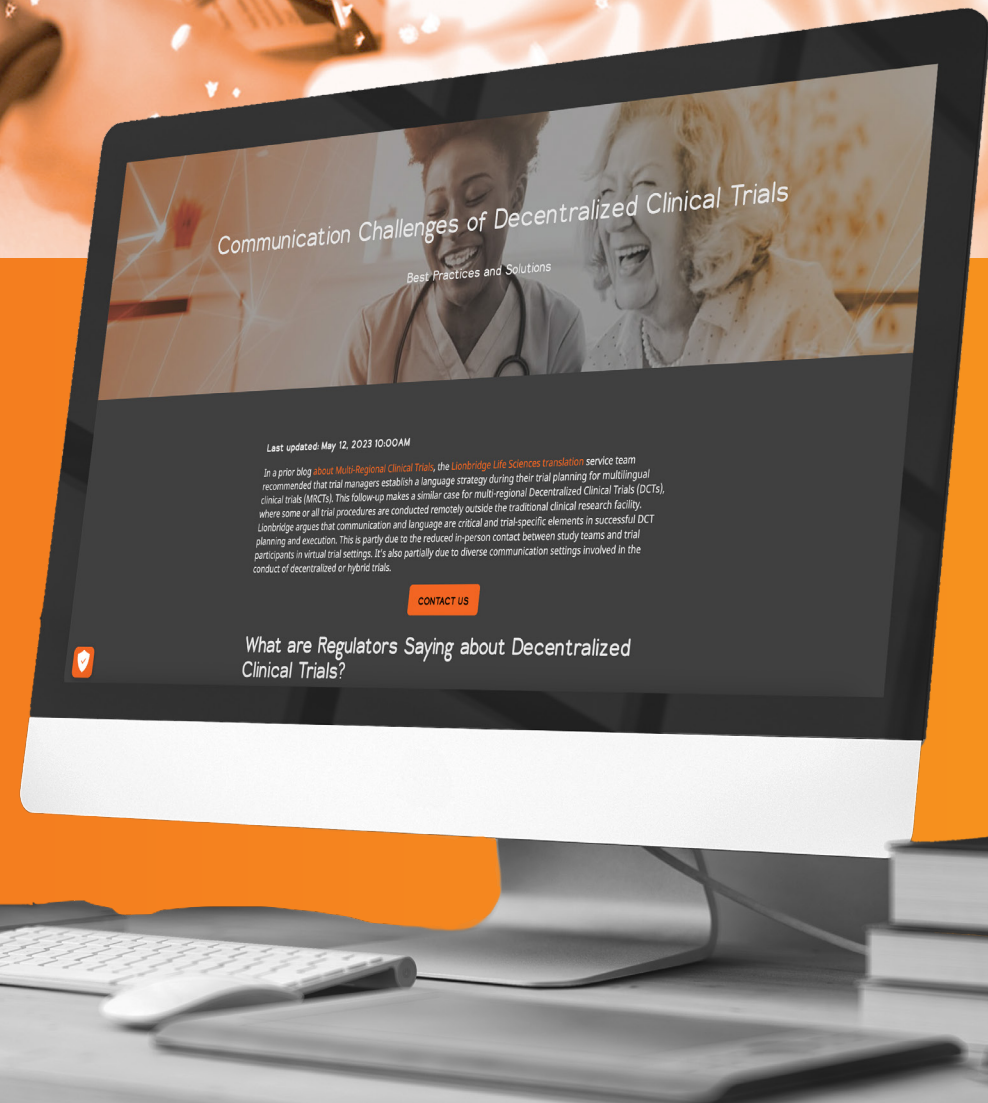 Communication Challenges of Decentralized Clinical Trials
Best Practices and Solutions
Last updated: May 12, 2023 10:00AM
In a prior blog about Multi-Regional Clinical Trials, the Lionbridge Life Sciences translation service team
recommended that trial managers establish a language strategy during their trial planning for multilingual
clinical trials (MRCTs). This follow-up makes a similar case for multi-regional Decentralized Clinical Trials (DCTs),
where some or all trial procedures are conducted remotely outside the traditional clinical research facility.
Lionbridge argues that communication and language are critical and trial-specific elements in successful DCT
planning and execution. This is partly due to the reduced in-person contact between study teams and trial
participants in virtual trial settings. It's also partially due to diverse communication settings involved in the
conduct of decentralized or hybrid trials.
CONTACT US
What are Regulators Saying about Decentralized
Clinical Trials?